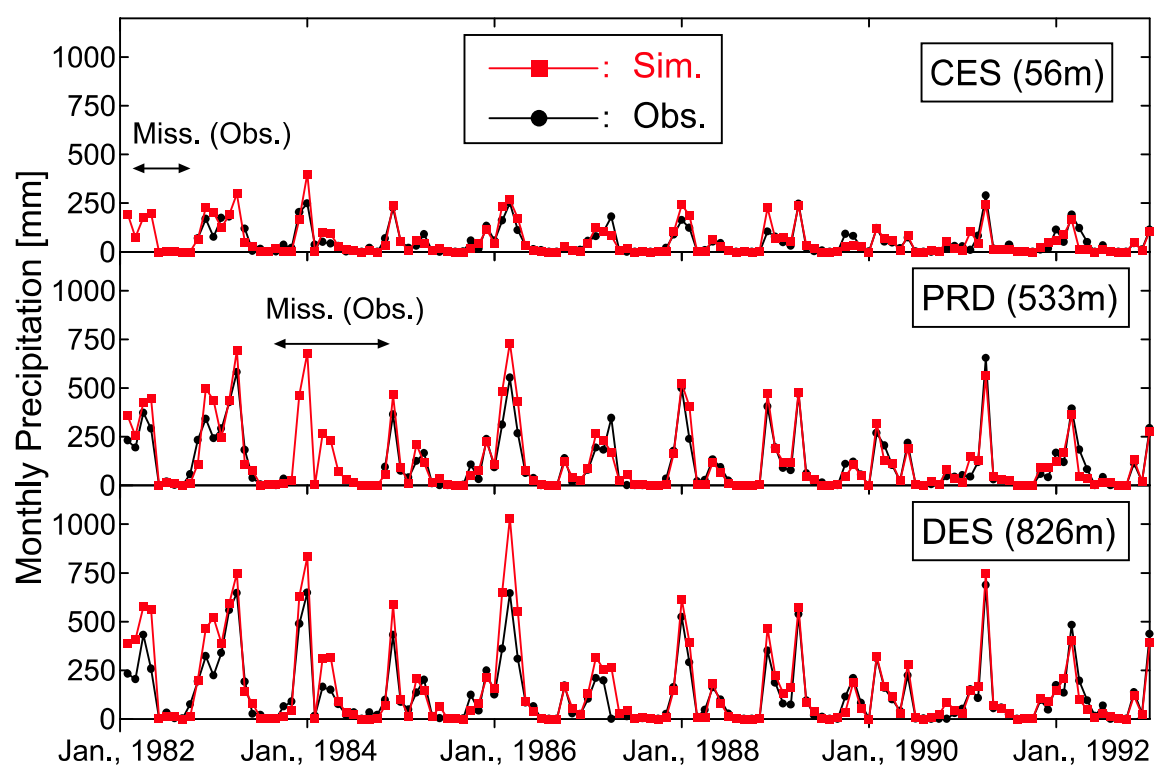 Monthly Precipitation [mm]
1000
750
500
250
0
: Sim.
: Obs.
CES (56m)
Miss. (Obs.)
1000
750
500
250
0
PRD (533m)
Miss. (Obs.)
1000
750
500
250
0
DES (826m)
Jan., 1982 Jan., 1984 Jan., 1986 Jan., 1988 Jan., 1990 Jan., 1992